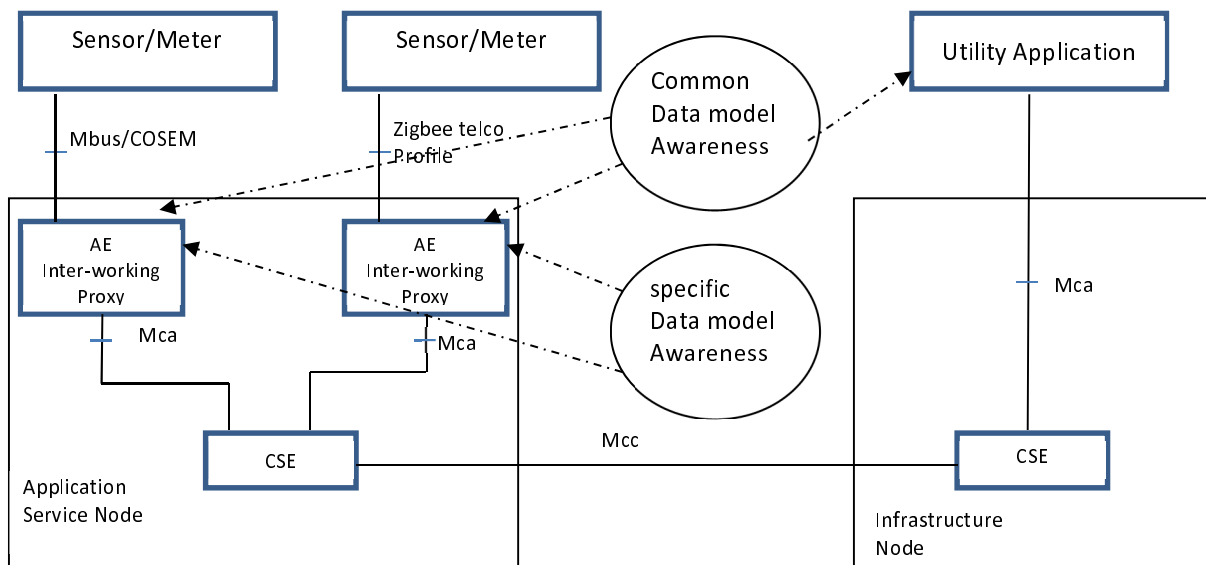 Sensor/Meter
Sensor/Meter
Utility Application
Common
Data model
Awareness
Mbus/COSEM
Zigbee telco
Profile
AE
Inter-working
Proxy
AE
Inter-working
Proxy
specific
Data model
Awareness
Mca
Mca
Mca
Mcc
CSE
CSE
Application
Service Node
Infrastructure
Node